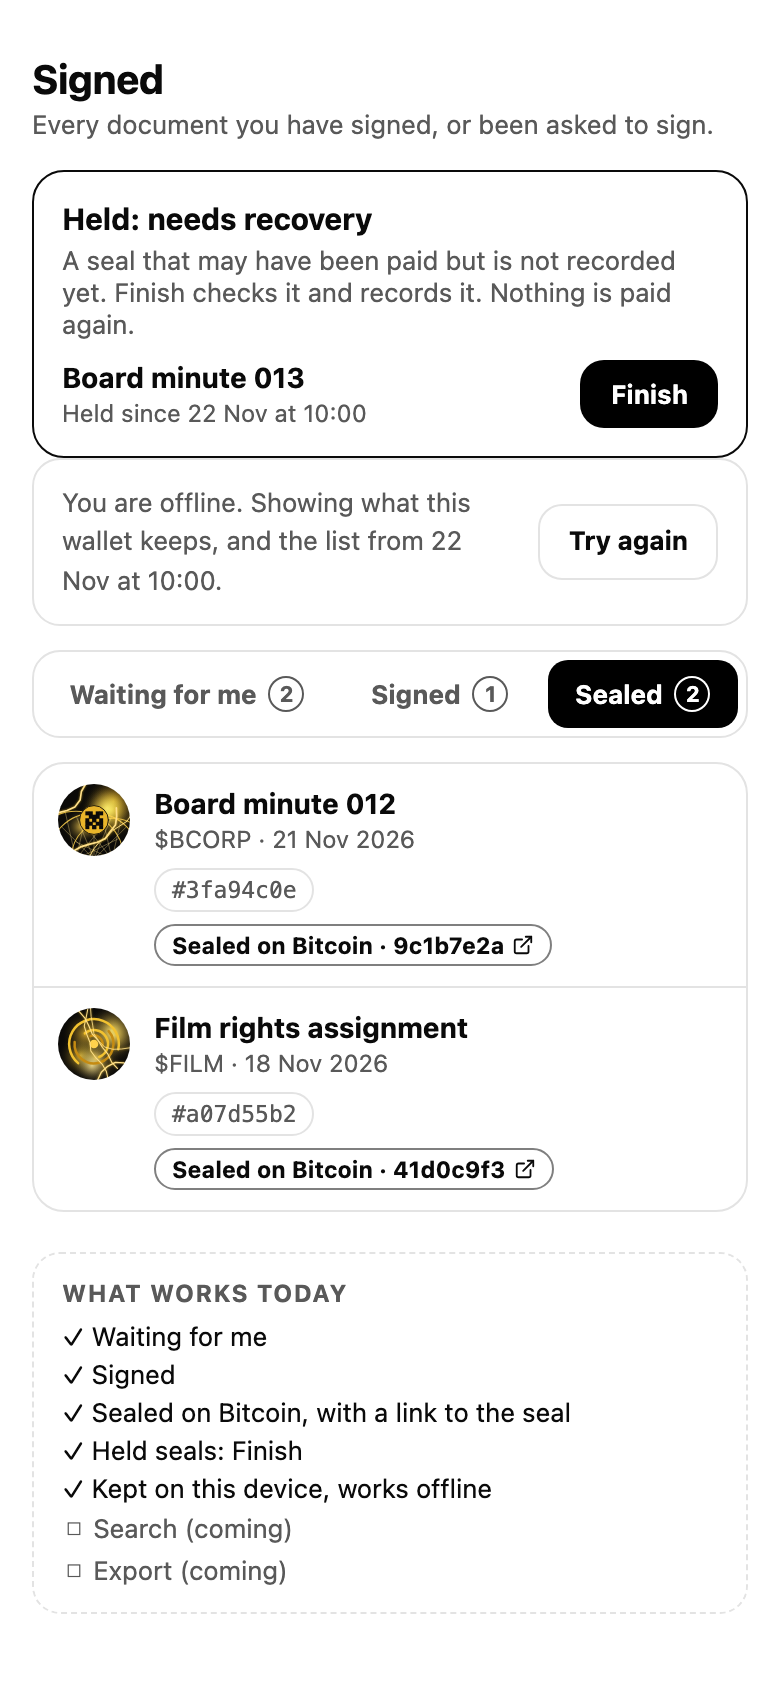 Signed
Every document you have signed, or been asked to sign.
Held: needs recovery
A seal that may have been paid but is not recorded
yet. Finish checks it and records it. Nothing is paid
again.
Board minute 013
Held since 22 Nov at 10:00
Finish
You are offline. Showing what this
wallet keeps, and the list from 22
Nov at 10:00.
Try again
Waiting for me 2 Signed 1 Sealed 2
Board minute 012
$BCORP · 21 Nov 2026
#3fa94c0e
Sealed on Bitcoin · 9c1b7e2a
Film rights assignment
$FILM · 18 Nov 2026
#a07d55b2
Sealed on Bitcoin · 41d0c9f3
WHAT WORKS TODAY
✓ Waiting for me
✓ Signed
✓ Sealed on Bitcoin, with a link to the seal
✓ Held seals: Finish
✓ Kept on this device, works offline
□ Search (coming)
□ Export (coming)